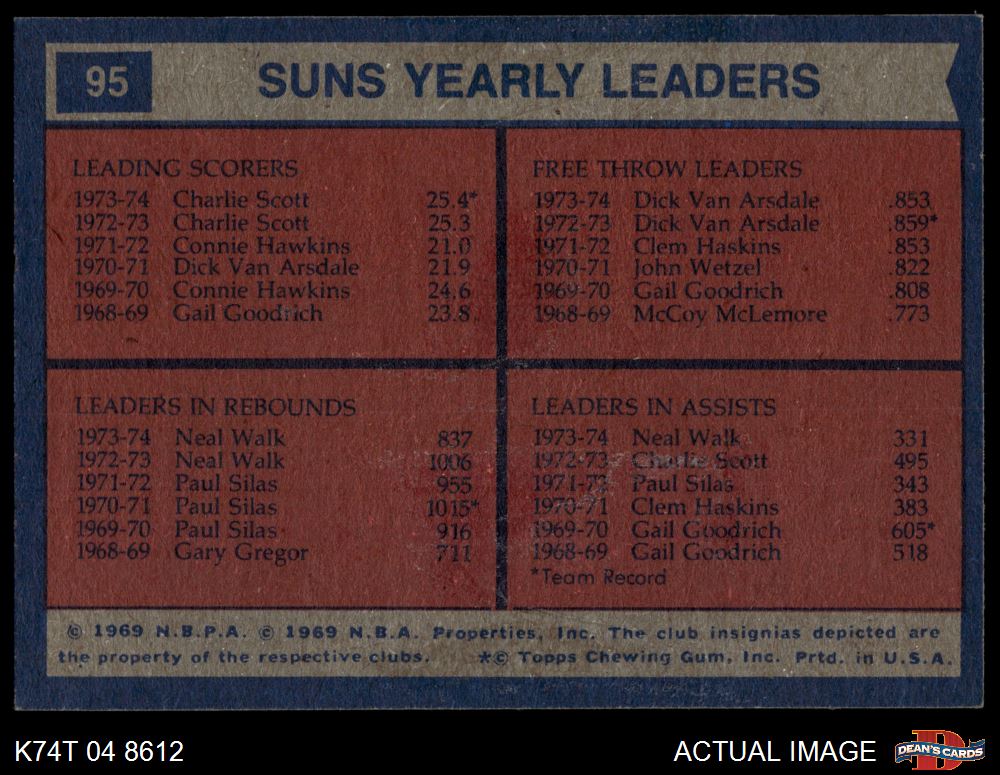 95
SUNS YEARLY LEADERS
LEADING SCORERS
1973-74 Charlie Scott 25.4*
1972-73 Charlie Scott 25.3
1971-72 Connie Hawkins 21.0
1970-71 Dick Van Arsdale 21.9
1969-70 Connie Hawkins 24.6
1968-69 Gail Goodrich 23.8
FREE THROW LEADERS
1973-74 Dick Van Arsdale .853
1972-73 Dick Van Arsdale .859*
1971-72 Clem Haskins .853
1970-71 John Wetzel .822
1969-70 Gail Goodrich .808
1968-69 McCoy McLemore .773
LEADERS IN REBOUNDS
1973-74 Neal Walk 837
1972-73 Neal Walk 1006
1971-72 Paul Silas 955
1970-71 Paul Silas 1015*
1969-70 Paul Silas 916
1968-69 Gary Gregor 711
LEADERS IN ASSISTS
1973-74 Neal Walk 331
1972-73 Charlie Scott 495
1971-72 Paul Silas 343
1970-71 Clem Haskins 383
1969-70 Gail Goodrich 605*
1968-69 Gail Goodrich 518
*Team Record
© 1969 N.B.P.A. © 1969 N.B.A. Properties, Inc. The club insignias depicted are
the property of the respective clubs. *© Topps Chewing Gum, Inc. Prtd. in U.S.A.
K74T 04 8612
ACTUAL IMAGE
D
DEAN'S CARDS